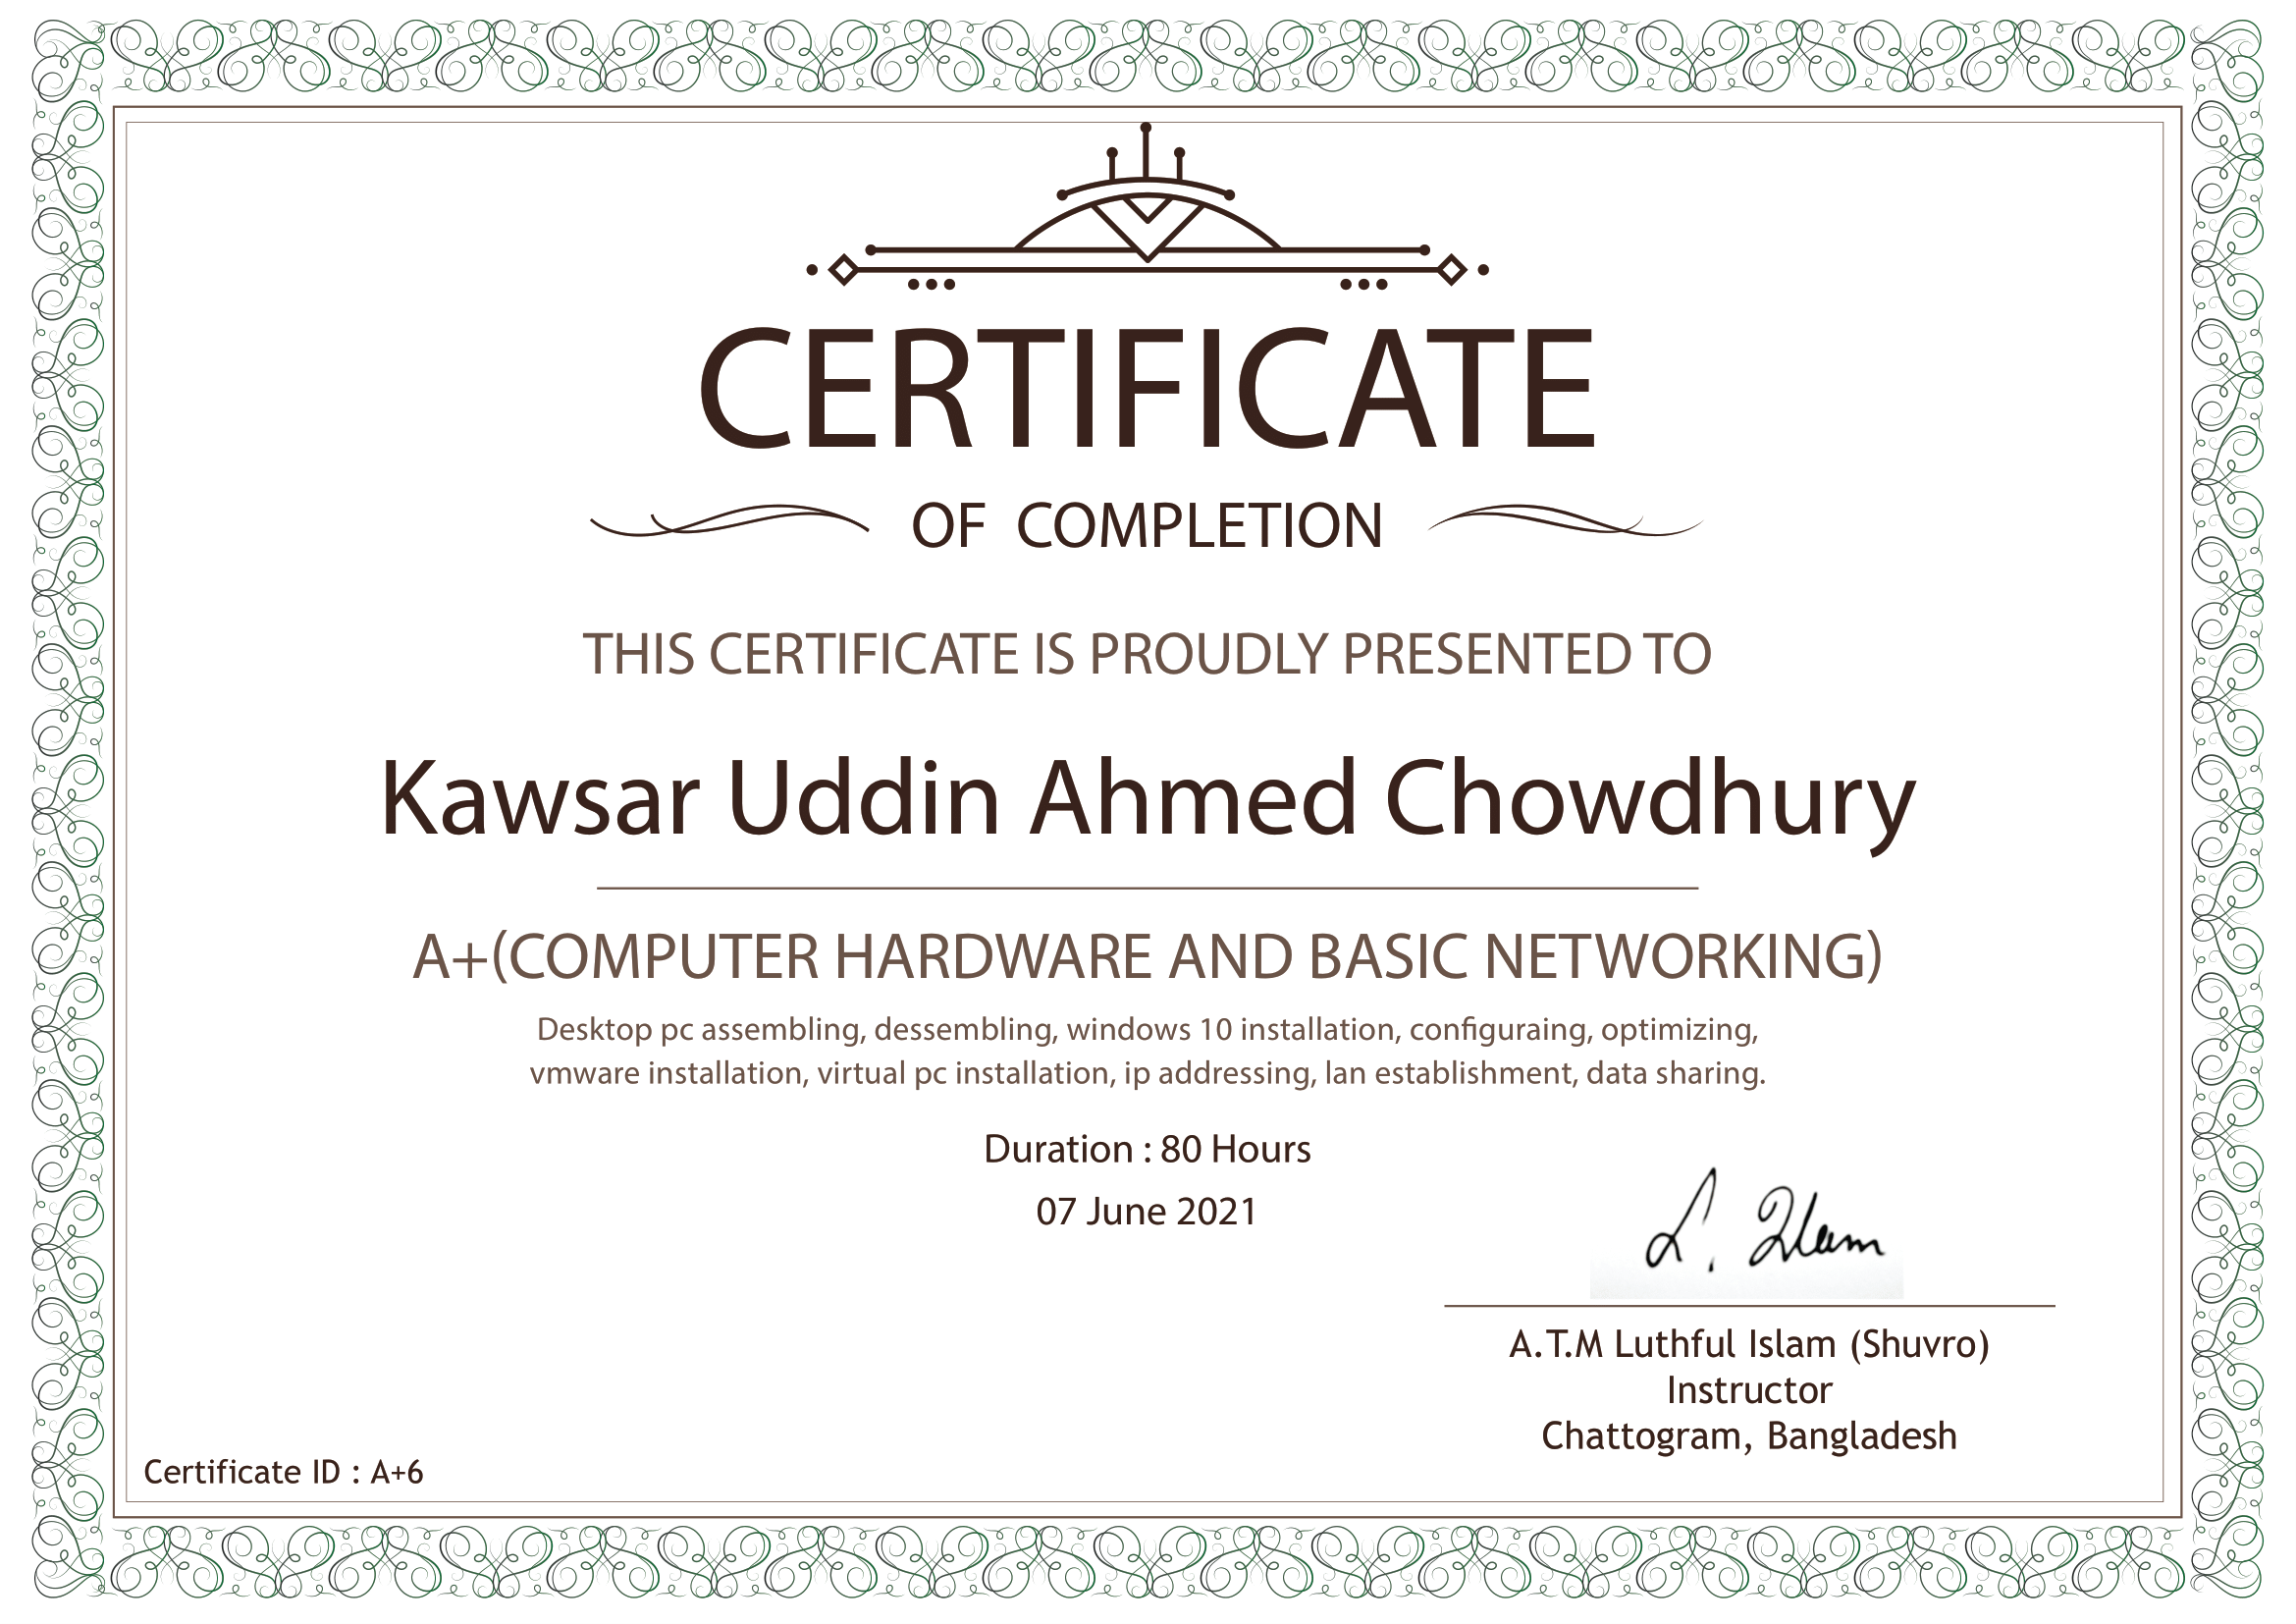 CERTIFICATE
OF COMPLETION
THIS CERTIFICATE IS PROUDLY PRESENTED TO
Kawsar Uddin Ahmed Chowdhury
A+(COMPUTER HARDWARE AND BASIC NETWORKING)
Desktop pc assembling, dessembling, windows 10 installation, configuraing, optimizing,
vmware installation, virtual pc installation, ip addressing, lan establishment, data sharing.
Duration : 80 Hours
07 June 2021
A.T.M Luthful Islam (Shuvro)
Instructor
Chattogram, Bangladesh
Certificate ID : A+6